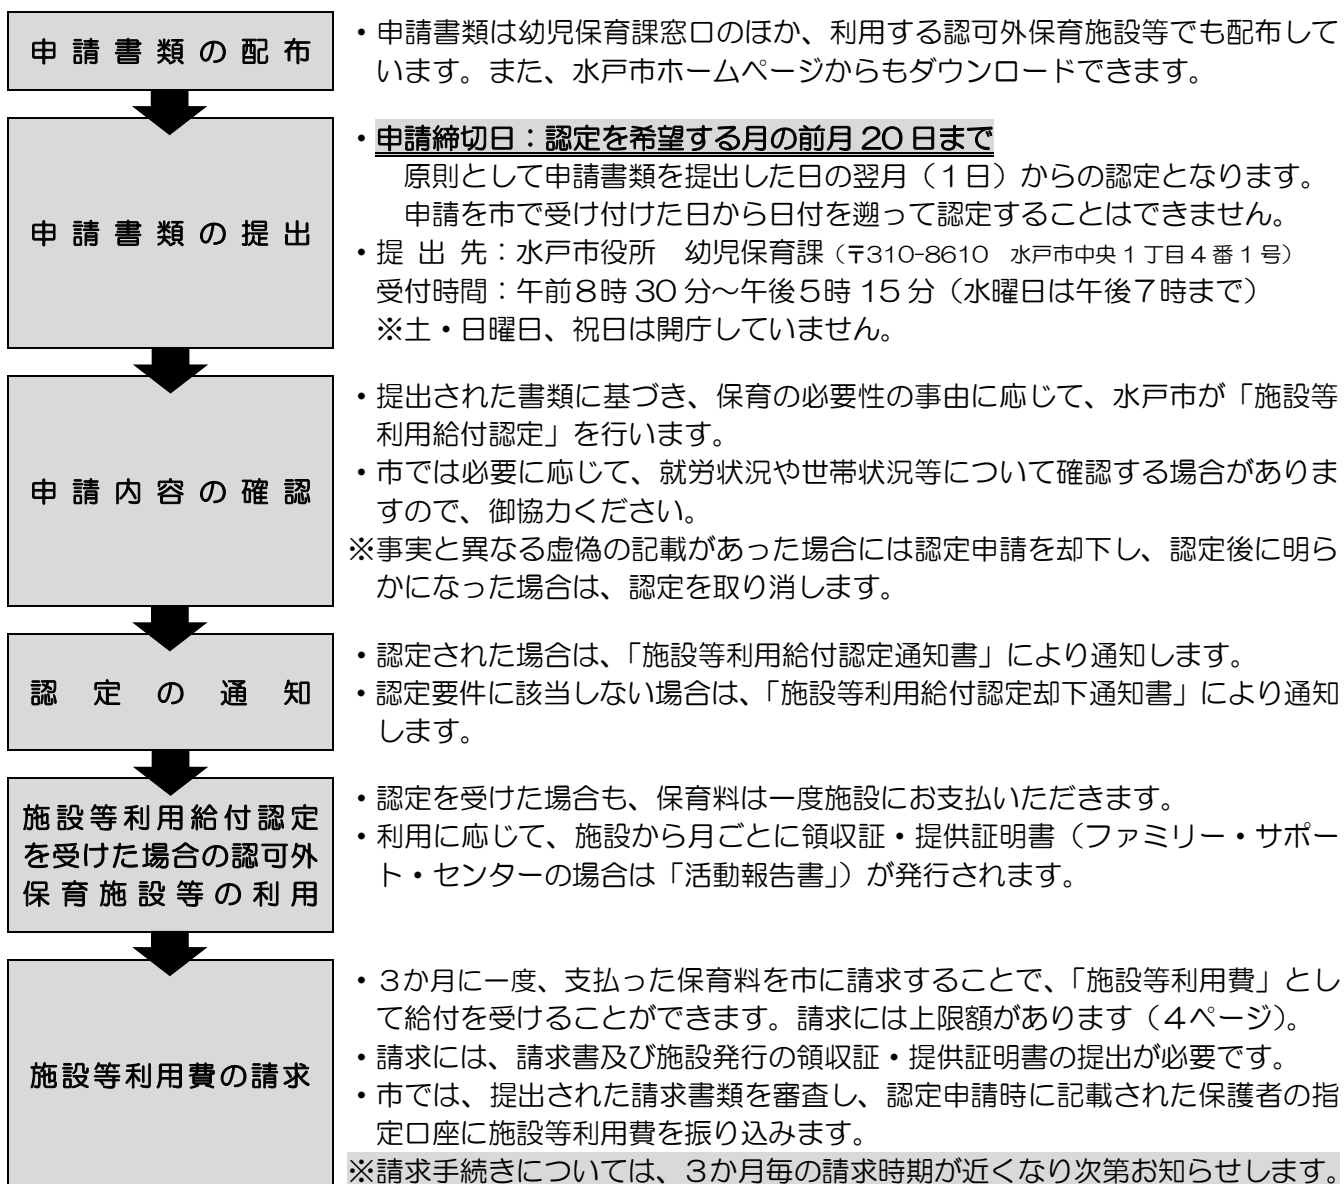 申請書類の配布
・申請書類は幼児保育課窓口のほか、利用する認可外保育施設等でも配布して
います。また、水戸市ホームページからもダウンロードできます。
申請書類の提出
・申請締切日：認定を希望する月の前月20日まで
原則として申請書類を提出した日の翌月（１日）からの認定となります。
申請を市で受け付けた日から日付を遡って認定することはできません。
・提出先：水戸市役所　幼児保育課（〒310-8610　水戸市中央１丁目４番１号）
受付時間：午前８時30分～午後５時15分（水曜日は午後７時まで）
※土・日曜日、祝日は開庁していません。
申請内容の確認
・提出された書類に基づき、保育の必要性の事由に応じて、水戸市が「施設等
利用給付認定」を行います。
・市では必要に応じて、就労状況や世帯状況等について確認する場合がありま
すので、御協力ください。
※事実と異なる虚偽の記載があった場合には認定申請を却下し、認定後に明ら
かになった場合は、認定を取り消します。
認定の通知
・認定された場合は、「施設等利用給付認定通知書」により通知します。
・認定要件に該当しない場合は、「施設等利用給付認定却下通知書」により通知
します。
施設等利用給付認定
を受けた場合の認可外
保育施設等の利用
・認定を受けた場合も、保育料は一度施設にお支払いただきます。
・利用に応じて、施設から月ごとに領収証・提供証明書（ファミリー・サポー
ト・センターの場合は「活動報告書」）が発行されます。
施設等利用費の請求
・３か月に一度、支払った保育料を市に請求することで、「施設等利用費」とし
て給付を受けることができます。請求には上限額があります（４ページ）。
・請求には、請求書及び施設発行の領収証・提供証明書の提出が必要です。
・市では、提出された請求書類を審査し、認定申請時に記載された保護者の指
定口座に施設等利用費を振り込みます。
※請求手続きについては、３か月毎の請求時期が近くなり次第お知らせします。